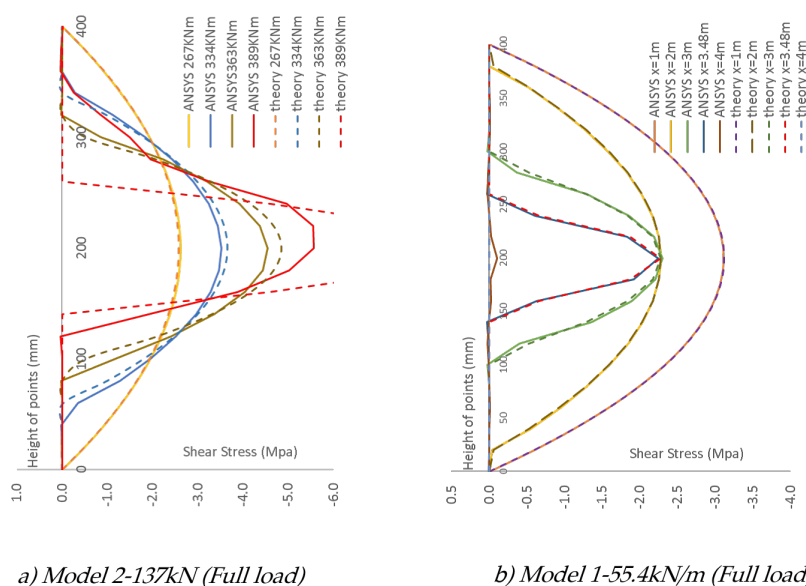 400
300
200
100
0
Height of points (mm)
ANSYS 267KNm
ANSYS 334KNm
ANSYS363KNm
ANSYS 389KNm
theory 267KNm
theory 334KNm
theory 363KNm
theory 389KNm
Shear Stress (Mpa)
1.0
0.0
-1.0
-2.0
-3.0
-4.0
-5.0
-6.0
a) Model 2-137kN (Full load)
400
350
300
250
200
150
100
50
0
Height of points (mm)
ANSYS x=1m
ANSYS x=2m
ANSYS x=3m
ANSYS x=3.48m
ANSYS x=4m
theory x=1m
theory x=2m
theory x=3m
theory x=3.48m
theory x=4m
Shear Stress (Mpa)
0.5
0.0
-0.5
-1.0
-1.5
-2.0
-2.5
-3.0
-3.5
-4.0
b) Model 1-55.4kN/m (Full load